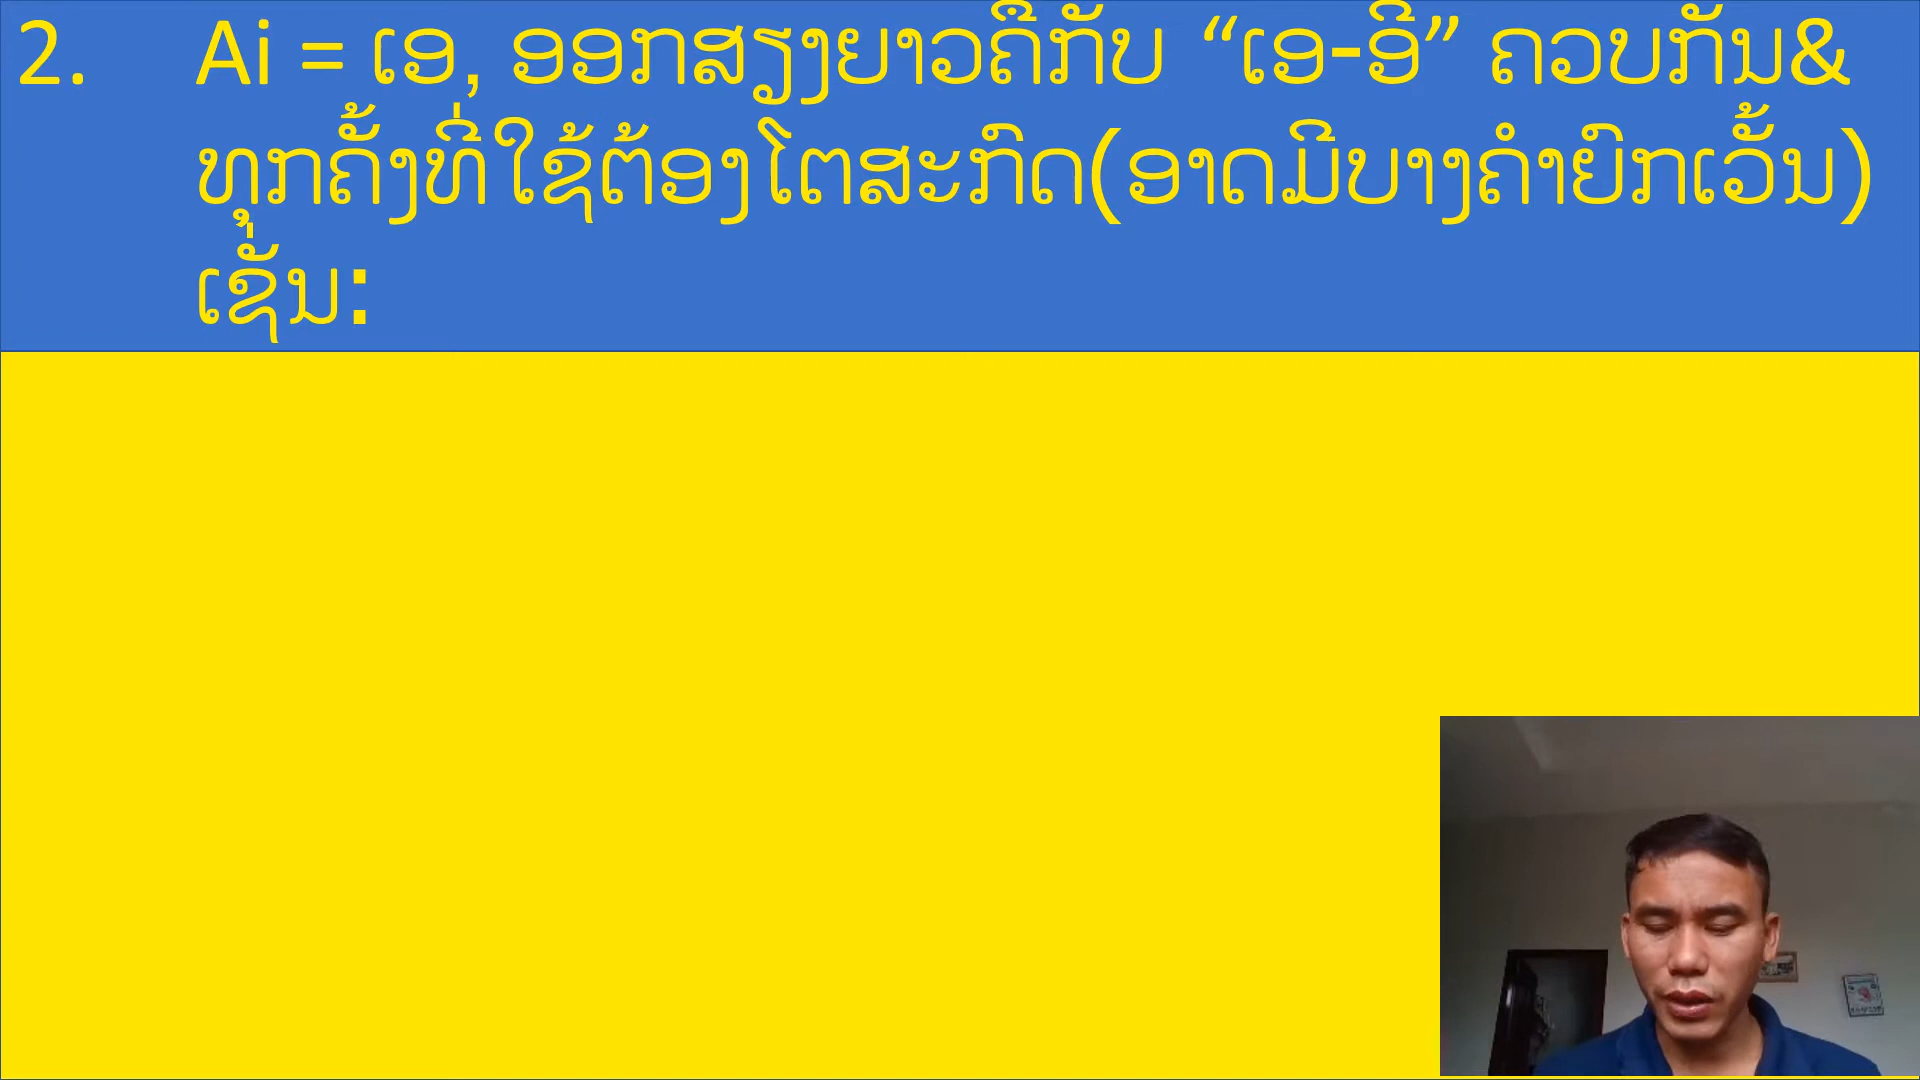 2. Ai = ເອ, ອອກສຽງຍາວຄືກັບ “ເອ-ອີ” ຄວບກັນ&
ທຸກຄັ້ງທີ່ໃຊ້ຕ້ອງໂຕສະກົດ(ອາດມີບາງຄຳຍົກເວັ້ນ)
ເຊັ່ນ: